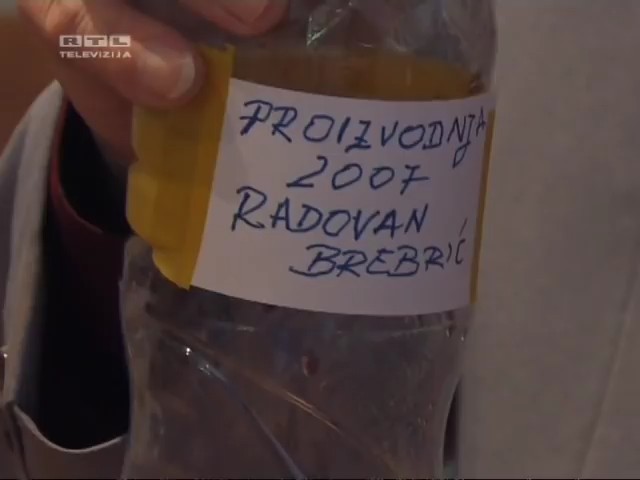 RTL
TELEVIZIJA
PROIZVODNJA
2007
RADOVAN
BREBRIĆ